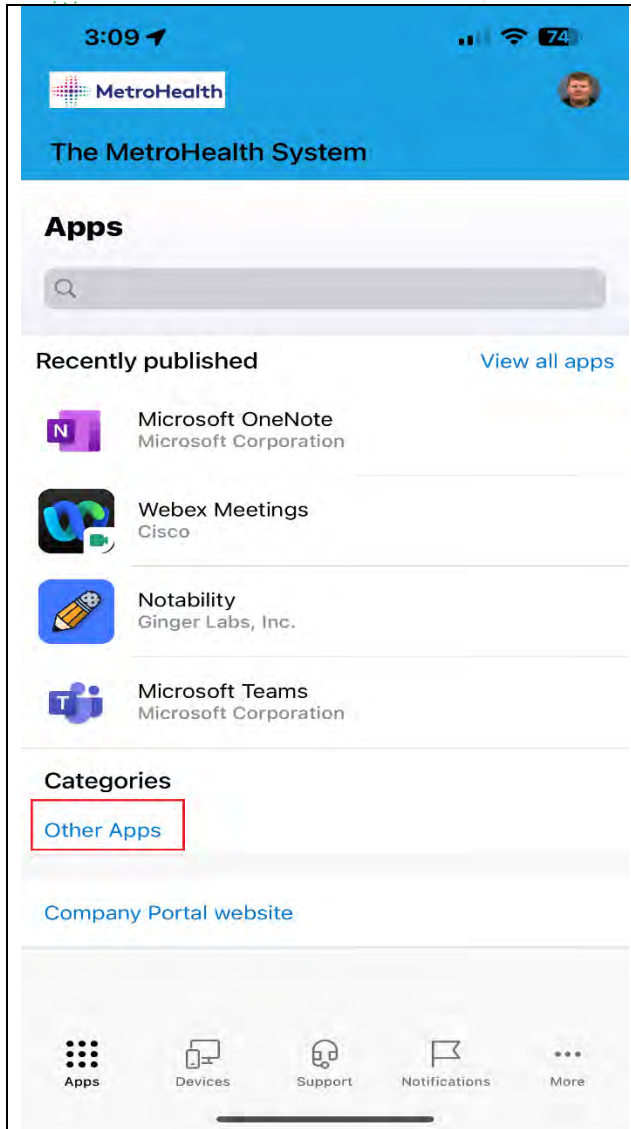 3:09
74
MetroHealth
The MetroHealth System
Apps
Recently published View all apps
N
Microsoft OneNote
Microsoft Corporation
Webex Meetings
Cisco
Notability
Ginger Labs, Inc.
T
Microsoft Teams
Microsoft Corporation
Categories
Other Apps
Company Portal website
Apps Devices Support Notifications More